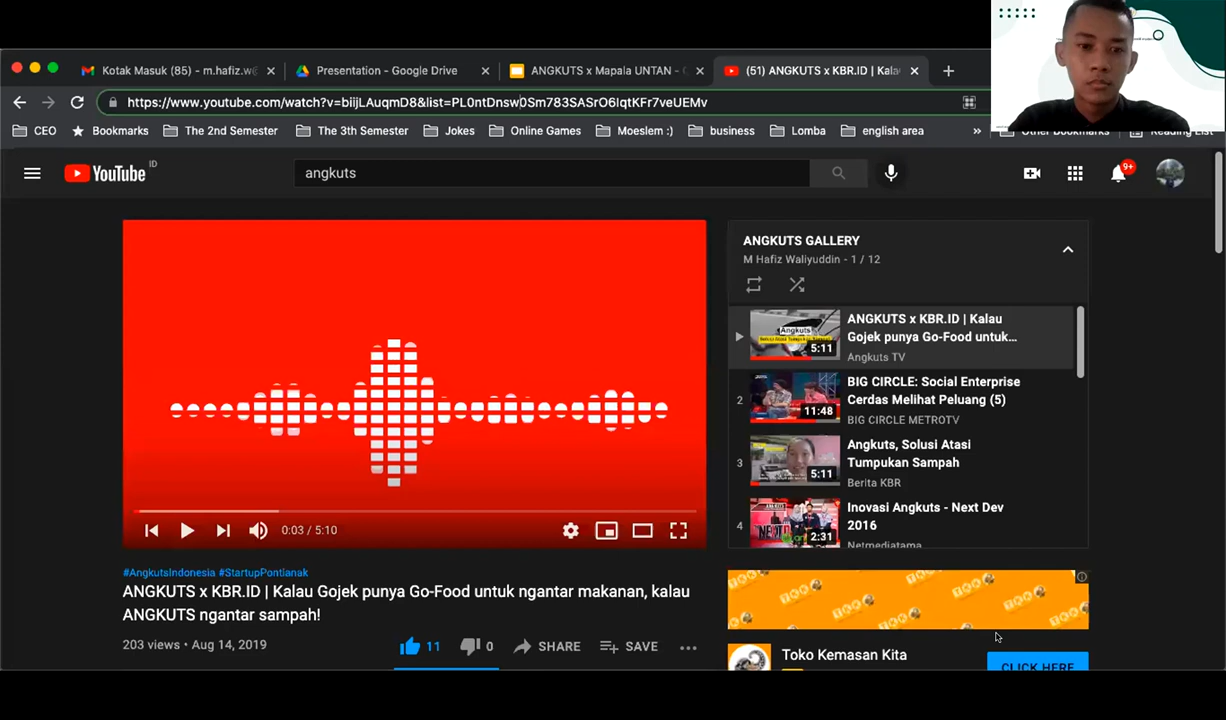 Kotak Masuk (85) - m.hafiz.w@
Presentation - Google Drive
ANGKUTS x Mapala UNTAN - G
(51) ANGKUTS x KBR.ID | Kala
https://www.youtube.com/watch?v=biijLAuqmD8&list=PL0ntDnsw0Sm783SASrO6IqtKFr7veUEMv
CEO
The 2nd Semester
The 3th Semester
Jokes
Online Games
Moeslem :)
business
Lomba
english area
»
Other Bookmarks
Reading List
YouTube ID
angkuts
9+
ANGKUTS GALLERY
M Hafiz Waliyuddin - 1 / 12
ANGKUTS x KBR.ID | Kalau
Gojek punya Go-Food untuk...
Angkuts TV
Angkuts
5:11
2
BIG CIRCLE: Social Enterprise
Cerdas Melihat Peluang (5)
BIG CIRCLE METROTV
11:48
3
Angkuts, Solusi Atasi
Tumpukan Sampah
Berita KBR
5:11
4
Inovasi Angkuts - Next Dev
2016
Netmediatama
NEXT D
2:31
0:03 / 5:10
#AngkutsIndonesia #StartupPontianak
ANGKUTS x KBR.ID | Kalau Gojek punya Go-Food untuk ngantar makanan, kalau
ANGKUTS ngantar sampah!
203 views • Aug 14, 2019
11
0
SHARE
SAVE
Toko Kemasan Kita
CLICK HERE